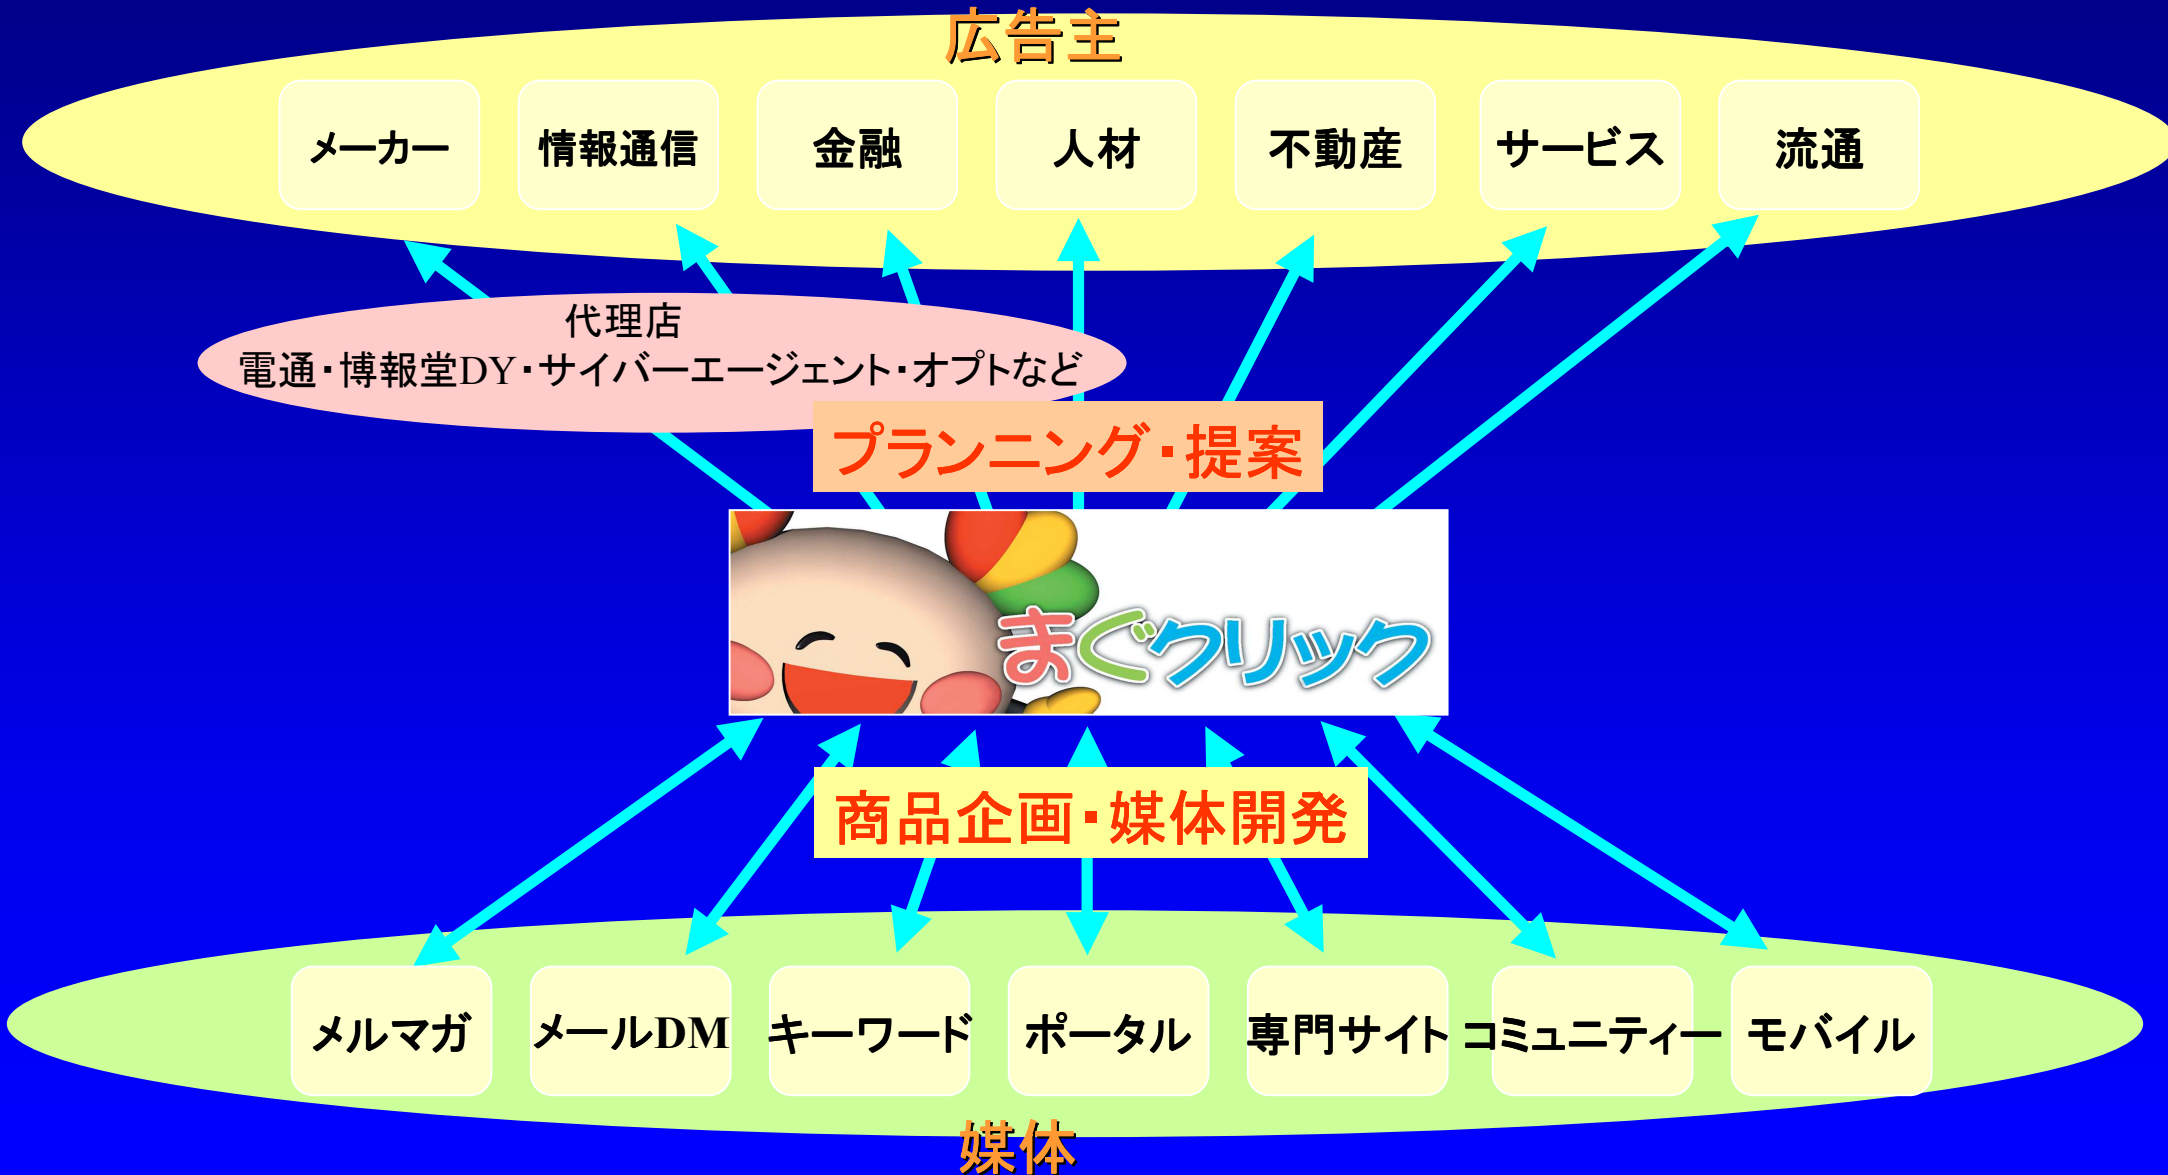 広告主
メーカー
情報通信
金融
人材
不動産
サービス
流通
代理店
電通・博報堂DY・サイバーエージェント・オプトなど
プランニング・提案
まぐクリック
商品企画・媒体開発
メルマガ
メールDM
キーワード
ポータル
専門サイト
コミュニティー
モバイル
媒体